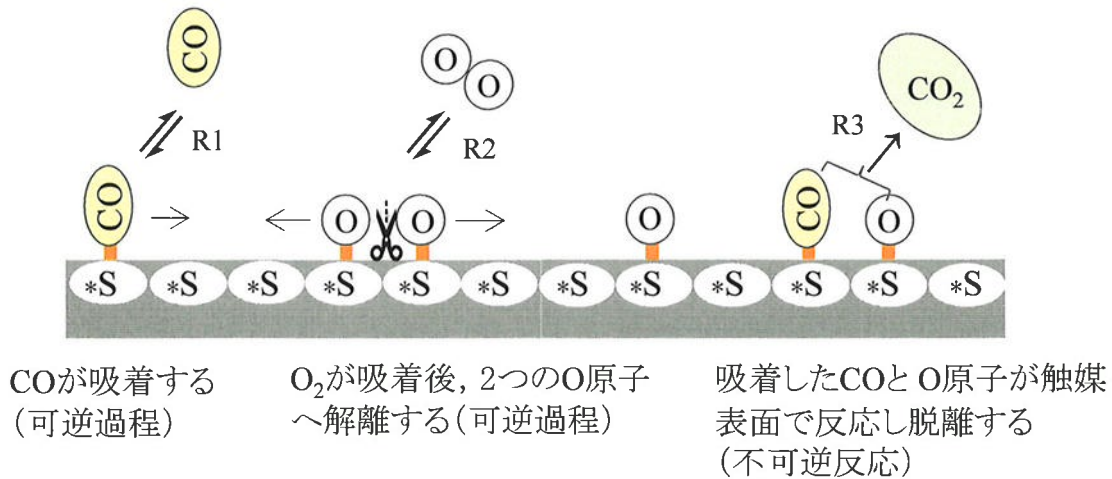 CO
R1
CO
O
O
R2
O
O
O
CO₂
R3
CO
O
*S *S *S *S *S *S *S *S *S *S *S *S
COが吸着する
（可逆過程）
O₂が吸着後，2つのO原子
へ解離する（可逆過程）
吸着したCOとO原子が触媒
表面で反応し脱離する
（不可逆反応）